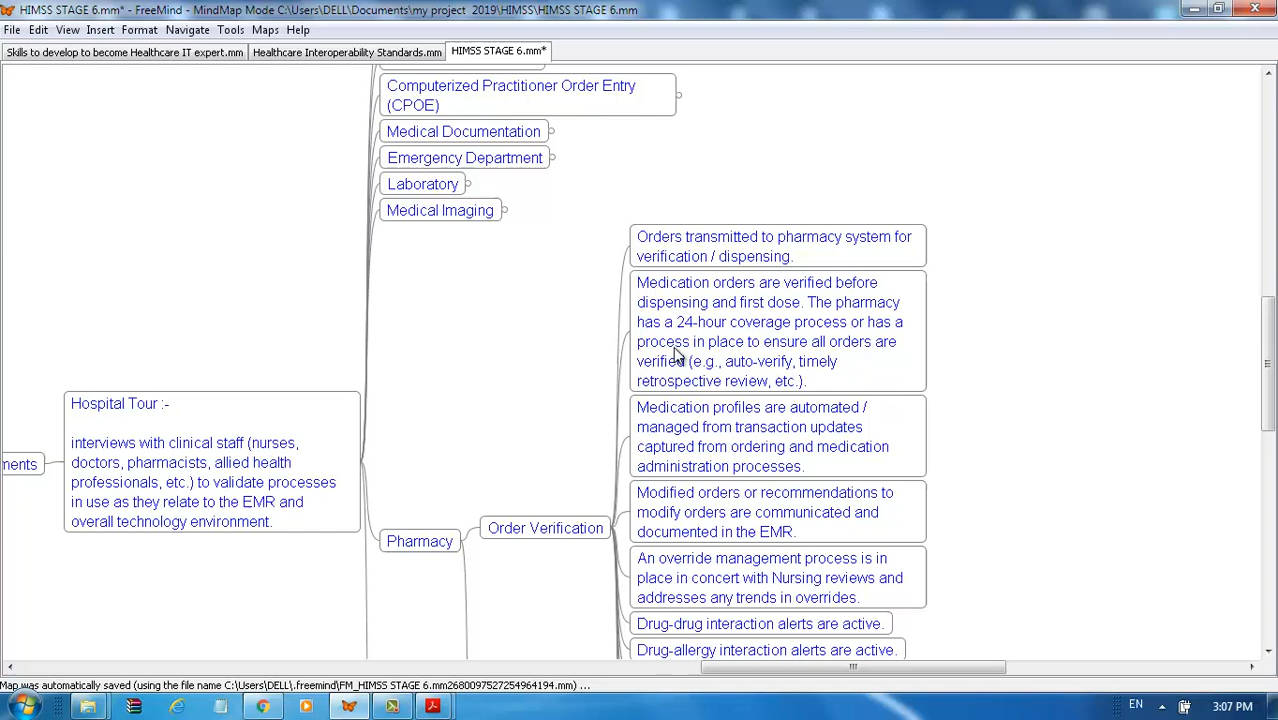 HIMSS STAGE 6.mm* - FreeMind - MindMap Mode C:\Users\DELL\Documents\my project  2019\HIMSS\HIMSS STAGE 6.mm
File Edit View Insert Format Navigate Tools Maps Help
Skills to develop to become Healthcare IT expert.mm Healthcare Interoperability Standards.mm HIMSS STAGE 6.mm*
Computerized Practitioner Order Entry
(CPOE)
Medical Documentation
Emergency Department
Laboratory
Medical Imaging
Orders transmitted to pharmacy system for
verification / dispensing.
Medication orders are verified before
dispensing and first dose. The pharmacy
has a 24-hour coverage process or has a
process in place to ensure all orders are
verified (e.g., auto-verify, timely
retrospective review, etc.).
Hospital Tour :-
interviews with clinical staff (nurses,
doctors, pharmacists, allied health
professionals, etc.) to validate processes
in use as they relate to the EMR and
overall technology environment.
ments
Medication profiles are automated /
managed from transaction updates
captured from ordering and medication
administration processes.
Modified orders or recommendations to
modify orders are communicated and
documented in the EMR.
Pharmacy
Order Verification
An override management process is in
place in concert with Nursing reviews and
addresses any trends in overrides.
Drug-drug interaction alerts are active.
Drug-allergy interaction alerts are active.
Map was automatically saved (using the file name C:\Users\DELL\.freemind\FM_HIMSS STAGE 6.mm2680097527254964194.mm) ...
EN 3:07 PM